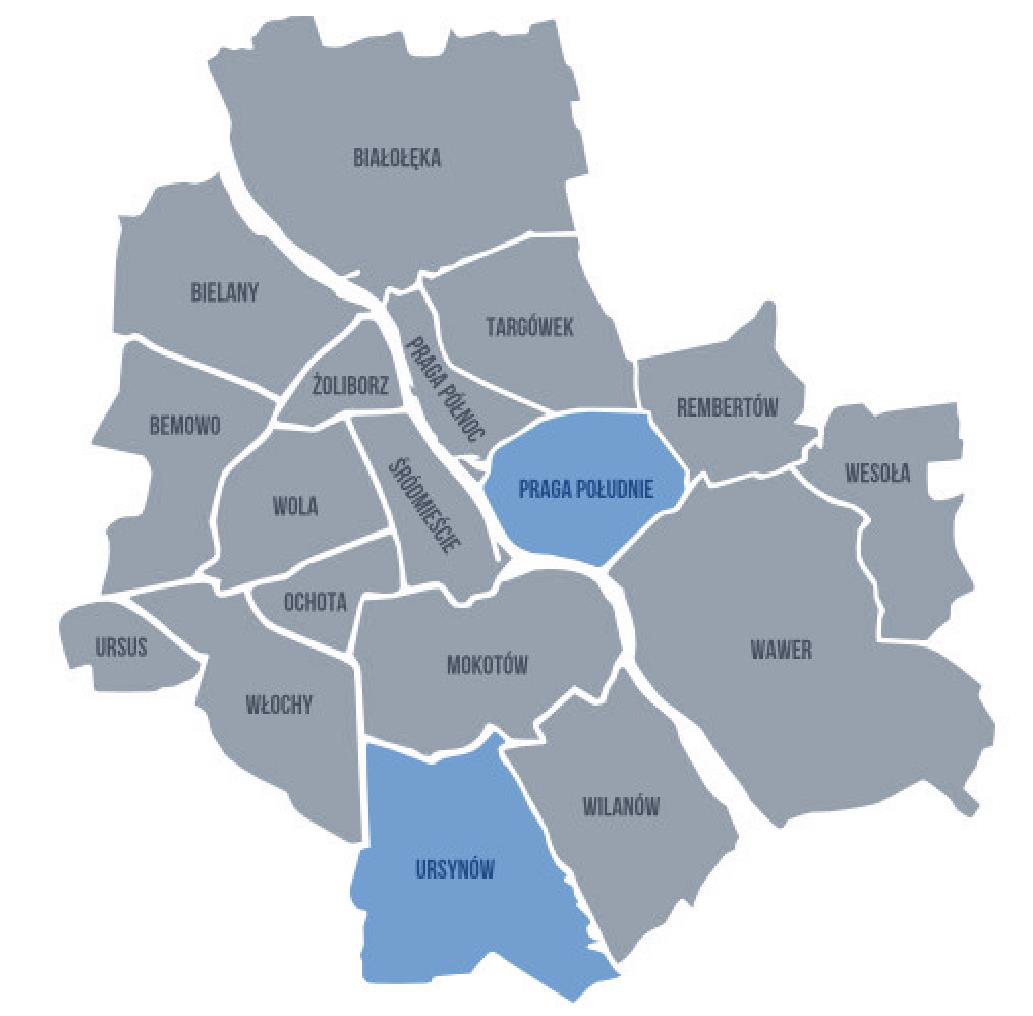 BIAŁOŁĘKA
BIELANY
TARGÓWEK
PRAGA PÓŁNOC
ŻOLIBORZ
REMBERTÓW
BEMOWO
WESOŁA
PRAGA POŁUDNIE
WOLA
ŚRÓDMIEŚCIE
OCHOTA
URSUS
WAWER
MOKOTÓW
WŁOCHY
WILANÓW
URSYNÓW